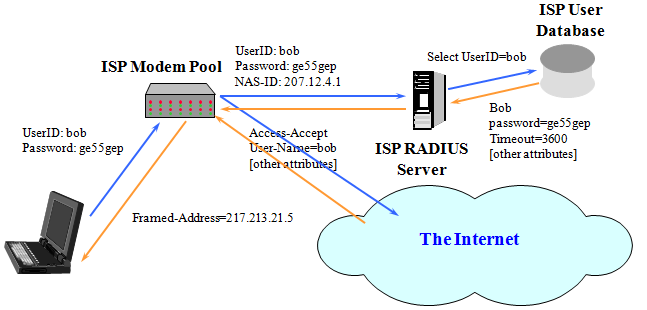 ISP User
Database
UserID: bob
Password: ge55gep
NAS-ID: 207.12.4.1
Select UserID=bob
ISP Modem Pool
Bob
password=ge55gep
Timeout=3600
[other attributes]
UserID: bob
Password: ge55gep
Access-Accept
User-Name=bob
[other attributes]
ISP RADIUS
Server
Framed-Address=217.213.21.5
The Internet